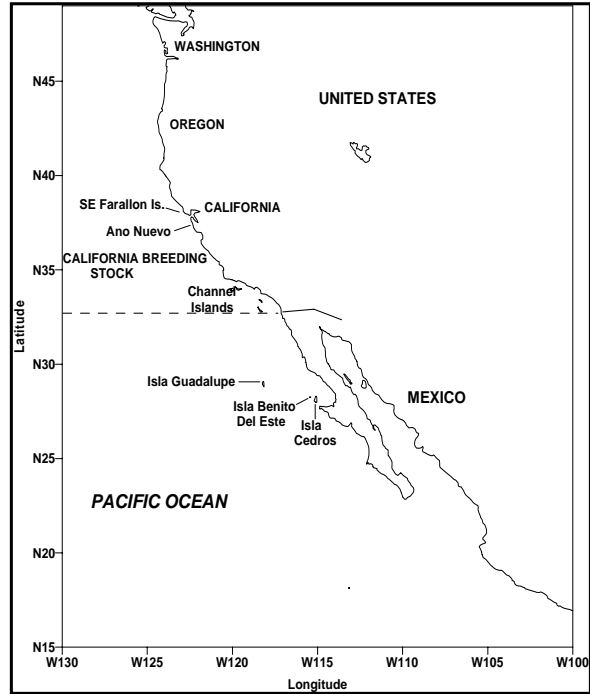 WASHINGTON
N45
UNITED STATES
OREGON
N40
SE Farallon Is.
CALIFORNIA
Ano Nuevo
CALIFORNIA BREEDING
STOCK
N35
Channel
Islands
Latitude
N30
Isla Guadalupe
MEXICO
Isla Benito
Del Este
Isla
Cedros
N25
PACIFIC OCEAN
N20
N15
W130
W125
W120
W115
W110
W105
W100
Longitude